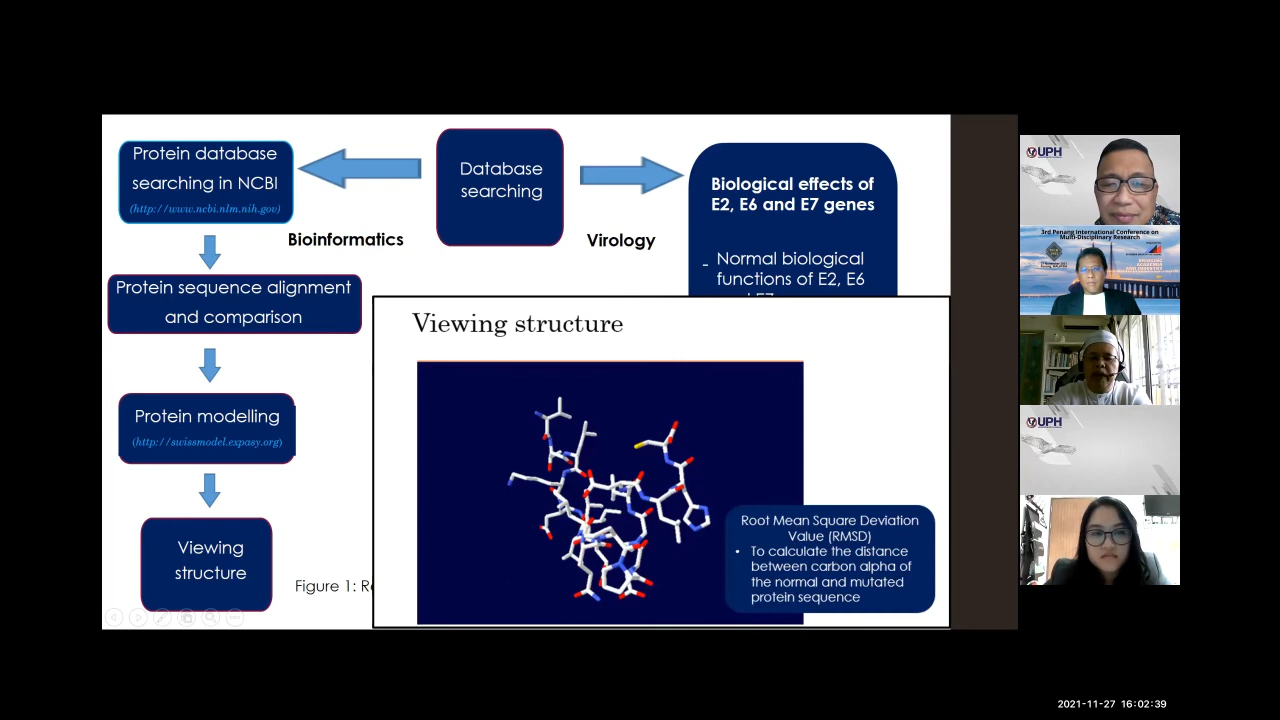 Protein database
searching in NCBI
(http://www.ncbi.nlm.nih.gov)
Database
searching
Biological effects of
E2, E6 and E7 genes
Bioinformatics
Virology
- Normal biological
functions of E2, E6
Protein sequence alignment
and comparison
Protein modelling
(http://swissmodel.expasy.org)
Viewing
structure
Figure 1: R
Viewing structure
Root Mean Square Deviation
Value (RMSD)
• To calculate the distance
between carbon alpha of
the normal and mutated
protein sequence
UPH
3rd Penang International Conference on
Multi-Disciplinary Research
BRIDGING
ACADEMIA
AND INDUSTRY
UPH
2021-11-27 16:02:39